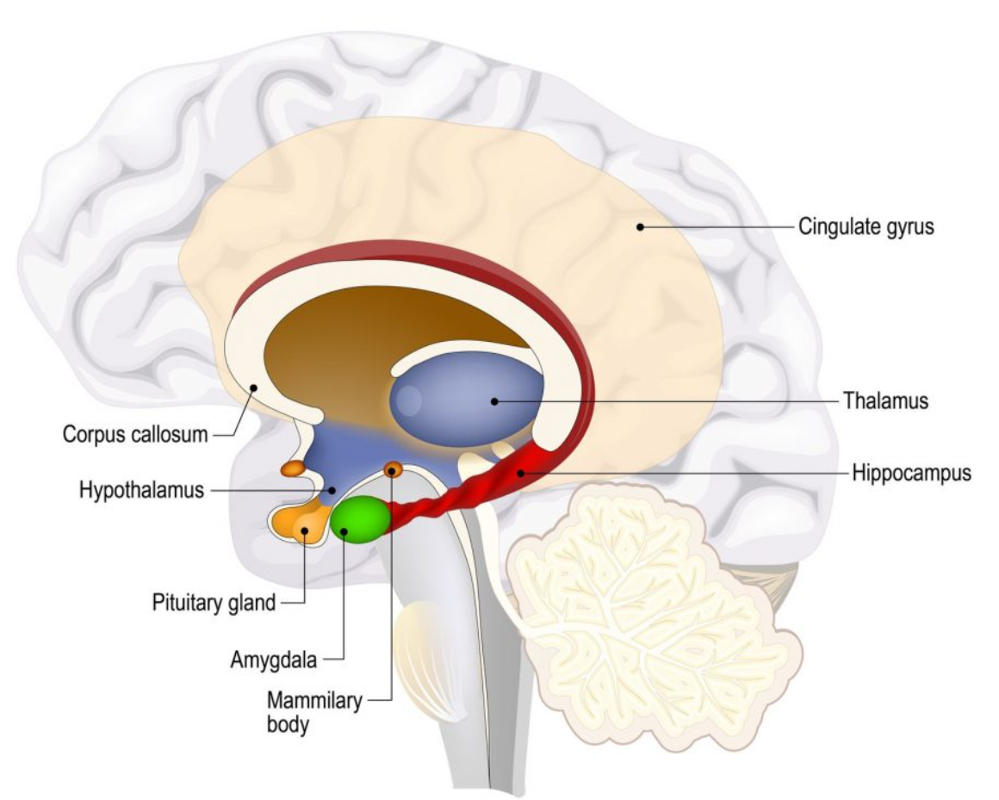 Cingulate gyrus
Thalamus
Corpus callosum
Hippocampus
Hypothalamus
Pituitary gland
Amygdala
Mammilary
body